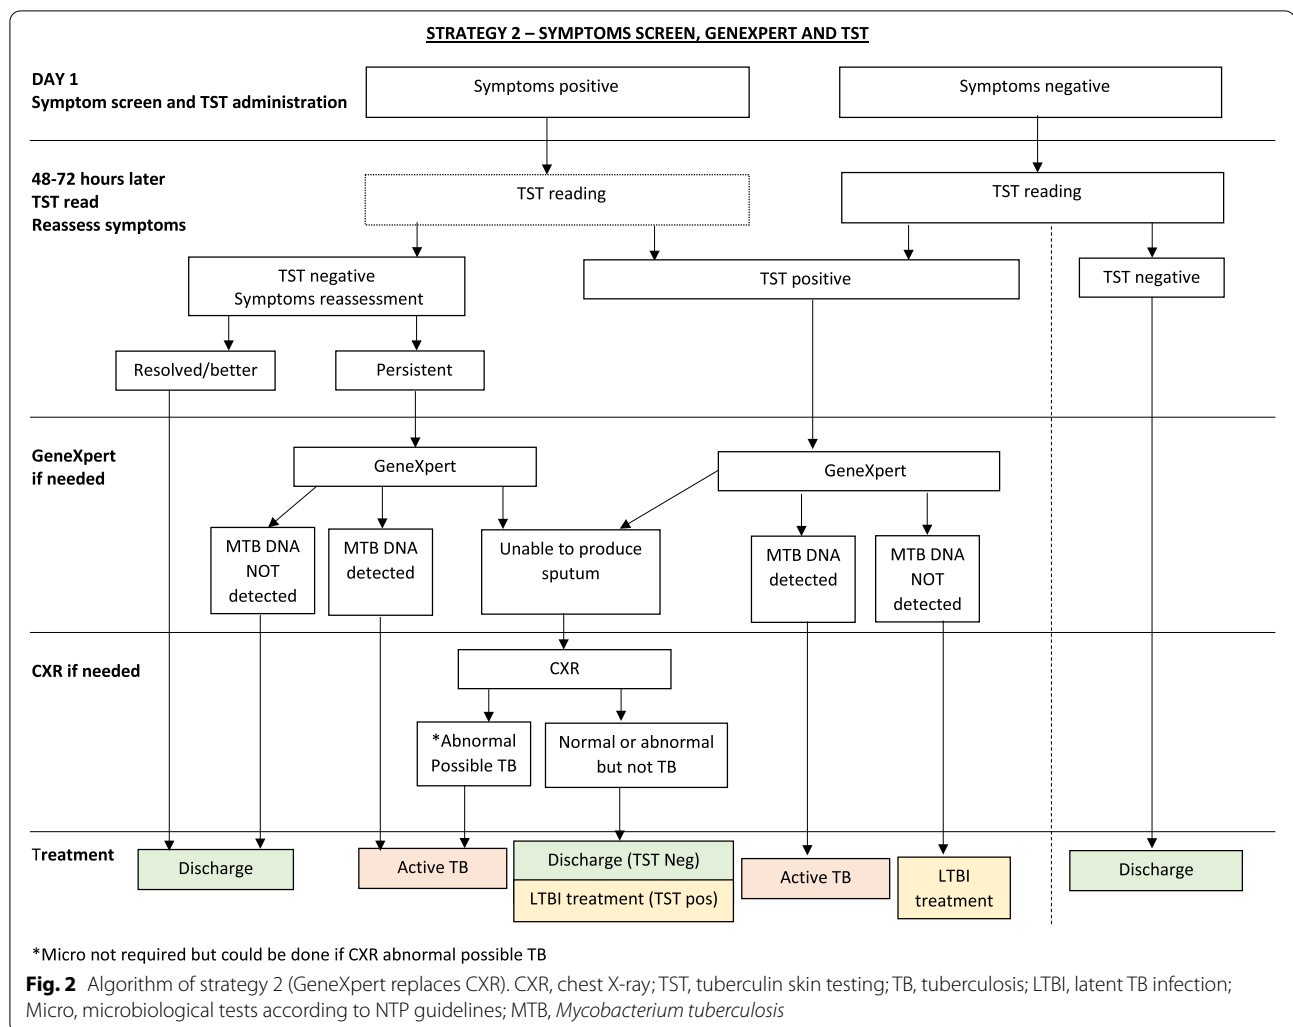 STRATEGY 2 – SYMPTOMS SCREEN, GENEXPERT AND TST
DAY 1
Symptom screen and TST administration
Symptoms positive
Symptoms negative
48-72 hours later
TST read
Reassess symptoms
TST reading
TST reading
TST negative
Symptoms reassessment
TST positive
TST negative
Resolved/better
Persistent
GeneXpert
if needed
GeneXpert
GeneXpert
MTB DNA
NOT
detected
MTB DNA
detected
Unable to produce
sputum
MTB DNA
detected
MTB DNA
NOT
detected
CXR if needed
CXR
*Abnormal
Possible TB
Normal or abnormal
but not TB
Treatment
Discharge
Active TB
Discharge (TST Neg)
LTBI treatment (TST pos)
Active TB
LTBI
treatment
Discharge
*Micro not required but could be done if CXR abnormal possible TB
Fig. 2 Algorithm of strategy 2 (GeneXpert replaces CXR). CXR, chest X-ray; TST, tuberculin skin testing; TB, tuberculosis; LTBI, latent TB infection;
Micro, microbiological tests according to NTP guidelines; MTB, Mycobacterium tuberculosis